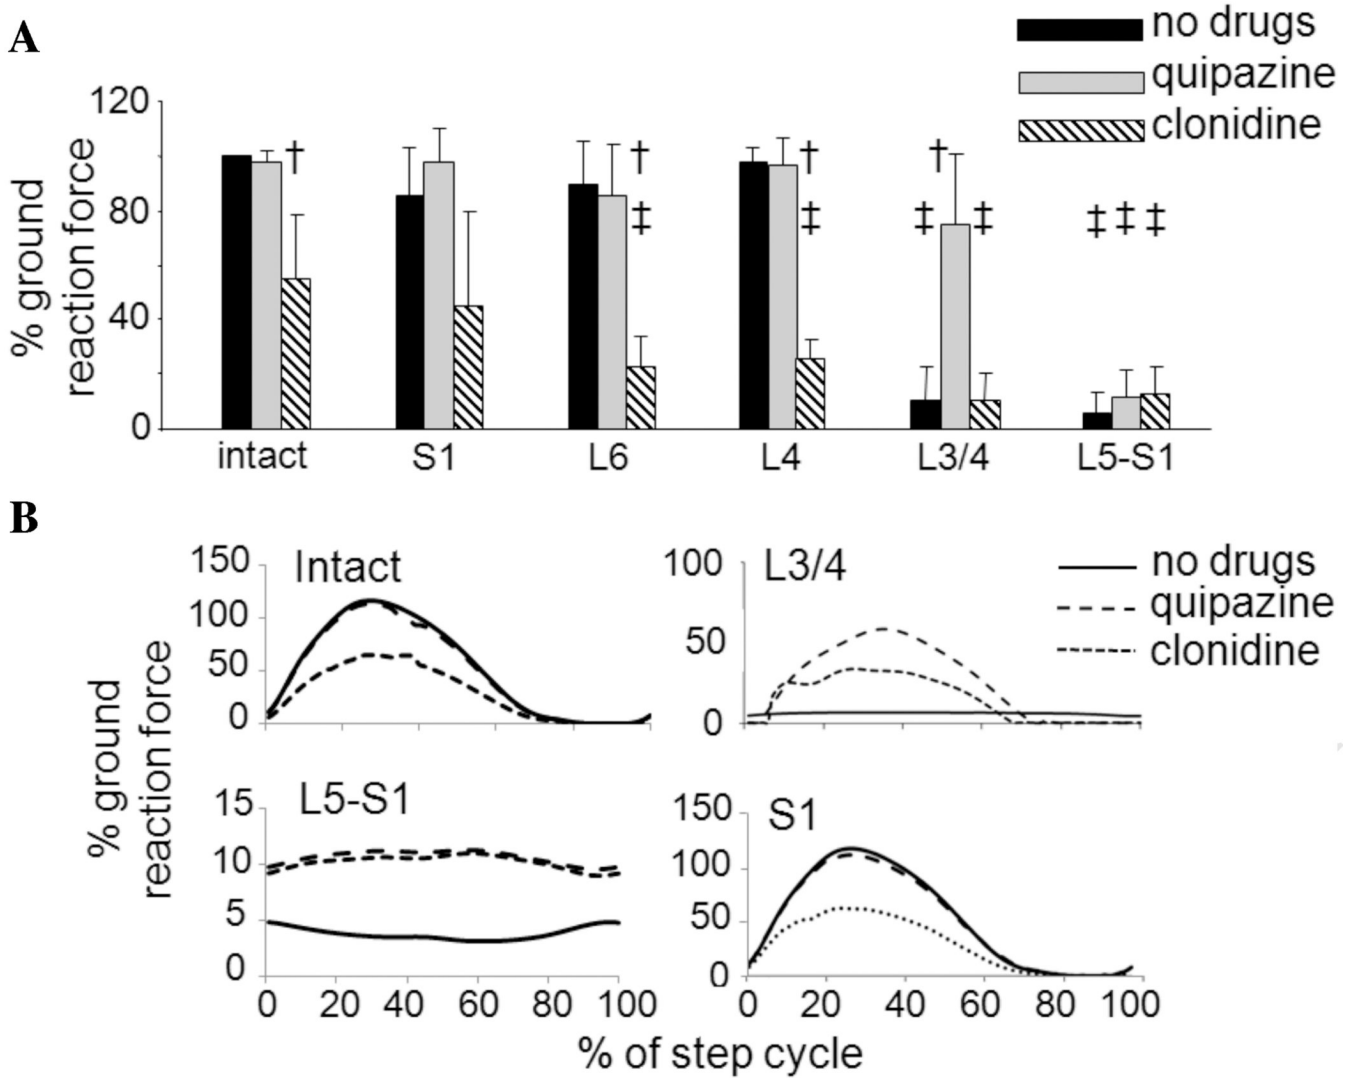 A
no drugs
quipazine
clonidine
% ground
reaction force
120
80
40
0
†
†
‡
†
‡
†
‡
‡
‡
‡
‡
intact
S1
L6
L4
L3/4
L5-S1
B
% ground
reaction force
Intact
150
100
50
0
L3/4
100
50
0
no drugs
quipazine
clonidine
L5-S1
15
10
5
0
0 20 40 60 80 100
S1
150
100
50
0
0 20 40 60 80 100
% of step cycle